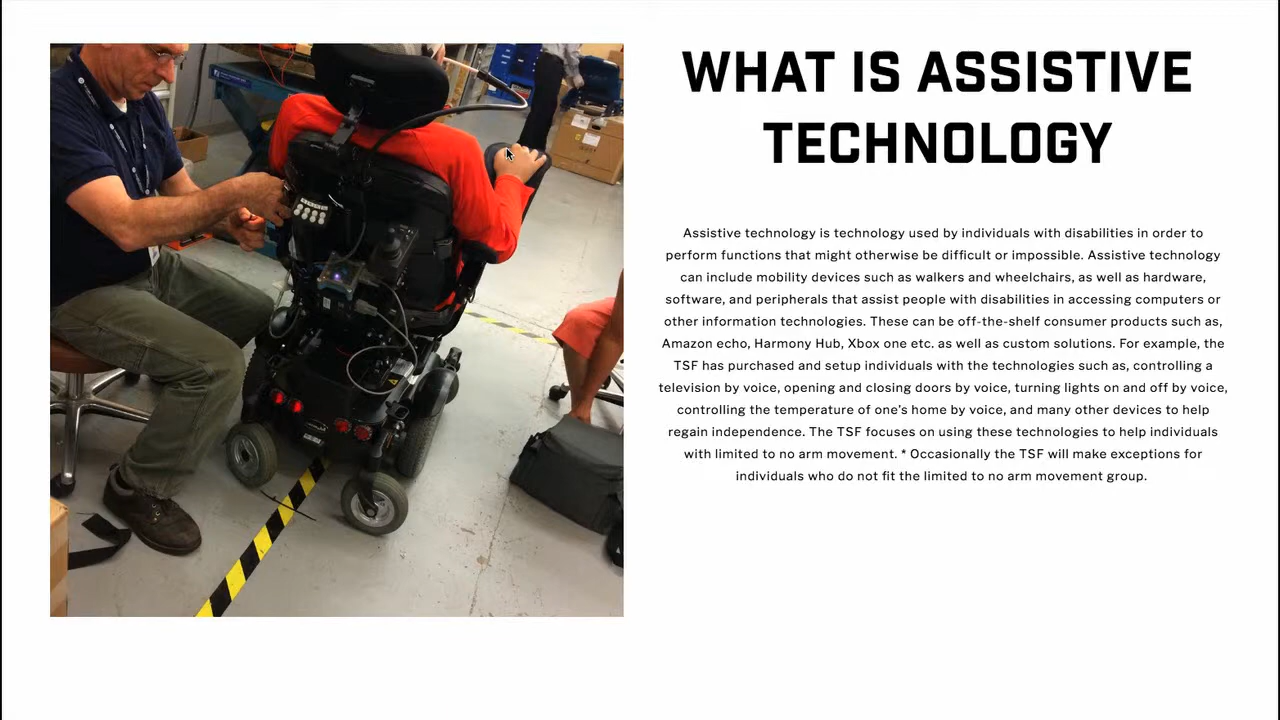 WHAT IS ASSISTIVE
TECHNOLOGY
Assistive technology is technology used by individuals with disabilities in order to
perform functions that might otherwise be difficult or impossible. Assistive technology
can include mobility devices such as walkers and wheelchairs, as well as hardware,
software, and peripherals that assist people with disabilities in accessing computers or
other information technologies. These can be off-the-shelf consumer products such as,
Amazon echo, Harmony Hub, Xbox one etc. as well as custom solutions. For example, the
TSF has purchased and setup individuals with the technologies such as, controlling a
television by voice, opening and closing doors by voice, turning lights on and off by voice,
controlling the temperature of one's home by voice, and many other devices to help
regain independence. The TSF focuses on using these technologies to help individuals
with limited to no arm movement. * Occasionally the TSF will make exceptions for
individuals who do not fit the limited to no arm movement group.